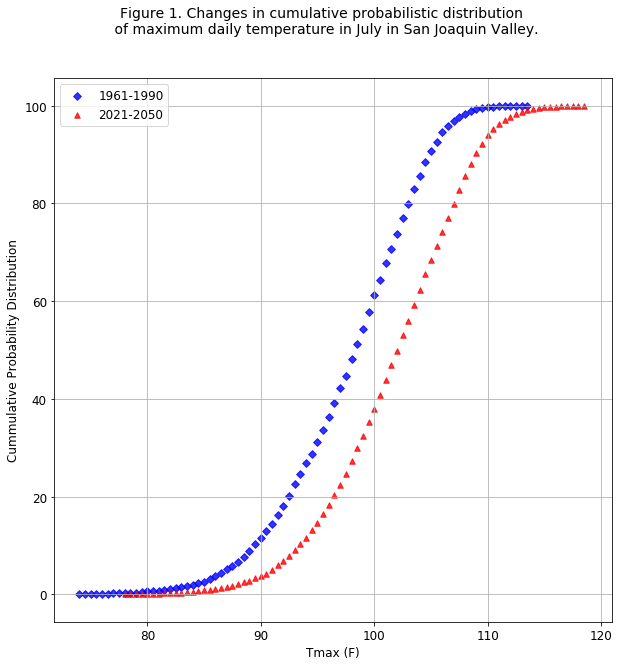 Figure 1. Changes in cumulative probabilistic distribution
of maximum daily temperature in July in San Joaquin Valley.
1961-1990
2021-2050
100
80
60
40
20
0
Cummulative Probability Distribution
80 90 100 110 120
Tmax (F)